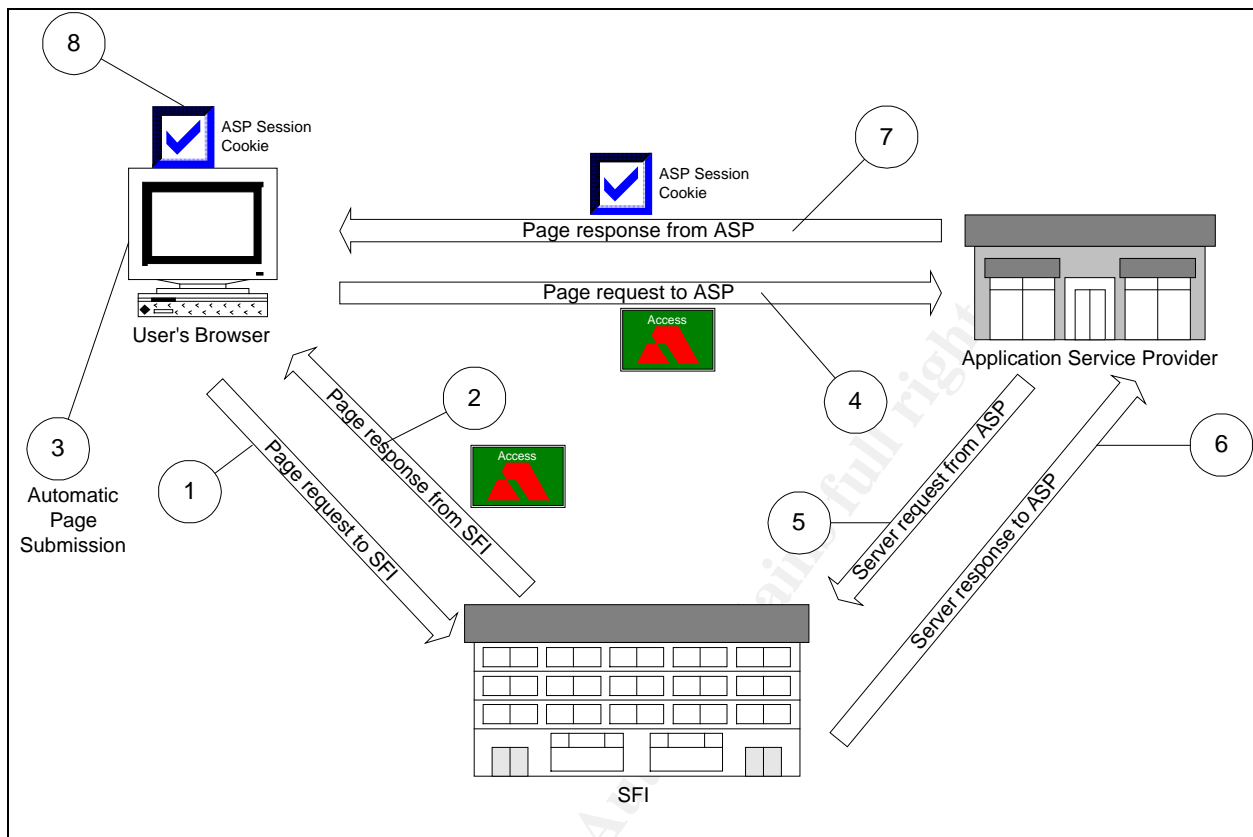 8
ASP Session
Cookie
7
ASP Session
Cookie
Page response from ASP
Page request to ASP
Access
User's Browser
Application Service Provider
2
4
3
Automatic
Page
Submission
1
Page request to SFI
Page response from SFI
Access
5
Server request from ASP
6
Server response to ASP
SFI
full right